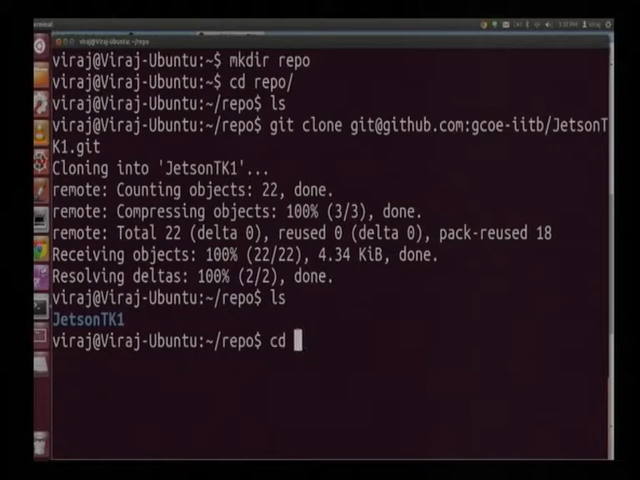 viraj@Viraj-Ubuntu: ~/repo
viraj@Viraj-Ubuntu:~$ mkdir repo
viraj@Viraj-Ubuntu:~$ cd repo/
viraj@Viraj-Ubuntu:~/repo$ ls
viraj@Viraj-Ubuntu:~/repo$ git clone git@github.com:gcoe-iitb/JetsonT
K1.git
Cloning into 'JetsonTK1'...
remote: Counting objects: 22, done.
remote: Compressing objects: 100% (3/3), done.
remote: Total 22 (delta 0), reused 0 (delta 0), pack-reused 18
Receiving objects: 100% (22/22), 4.34 KiB, done.
Resolving deltas: 100% (2/2), done.
viraj@Viraj-Ubuntu:~/repo$ ls
JetsonTK1
viraj@Viraj-Ubuntu:~/repo$ cd